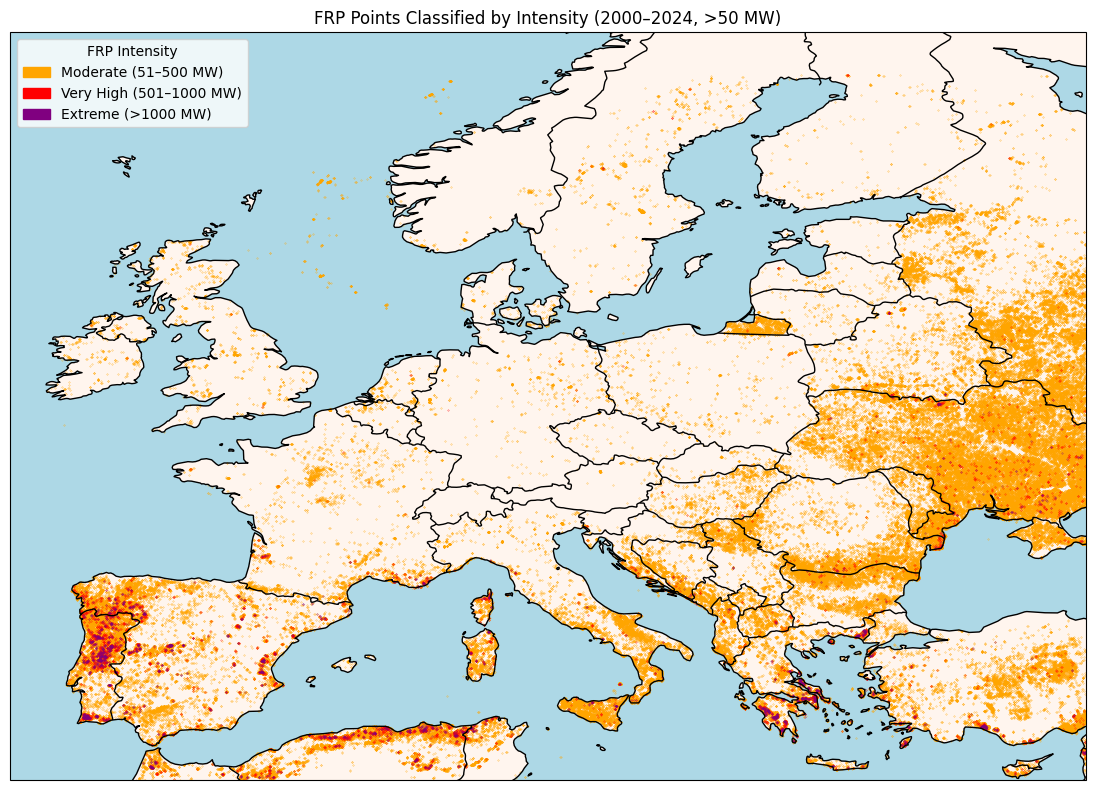 FRP Points Classified by Intensity (2000–2024, >50 MW)
FRP Intensity
Moderate (51–500 MW)
Very High (501–1000 MW)
Extreme (>1000 MW)